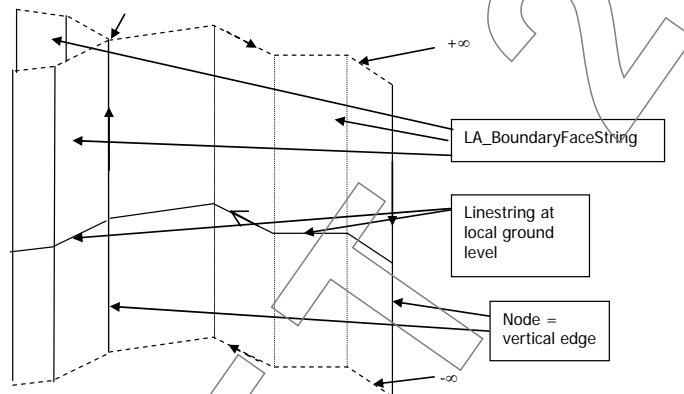 +∞
LA_BoundaryFaceString
Linestring at
local ground
level
Node =
vertical edge
-∞